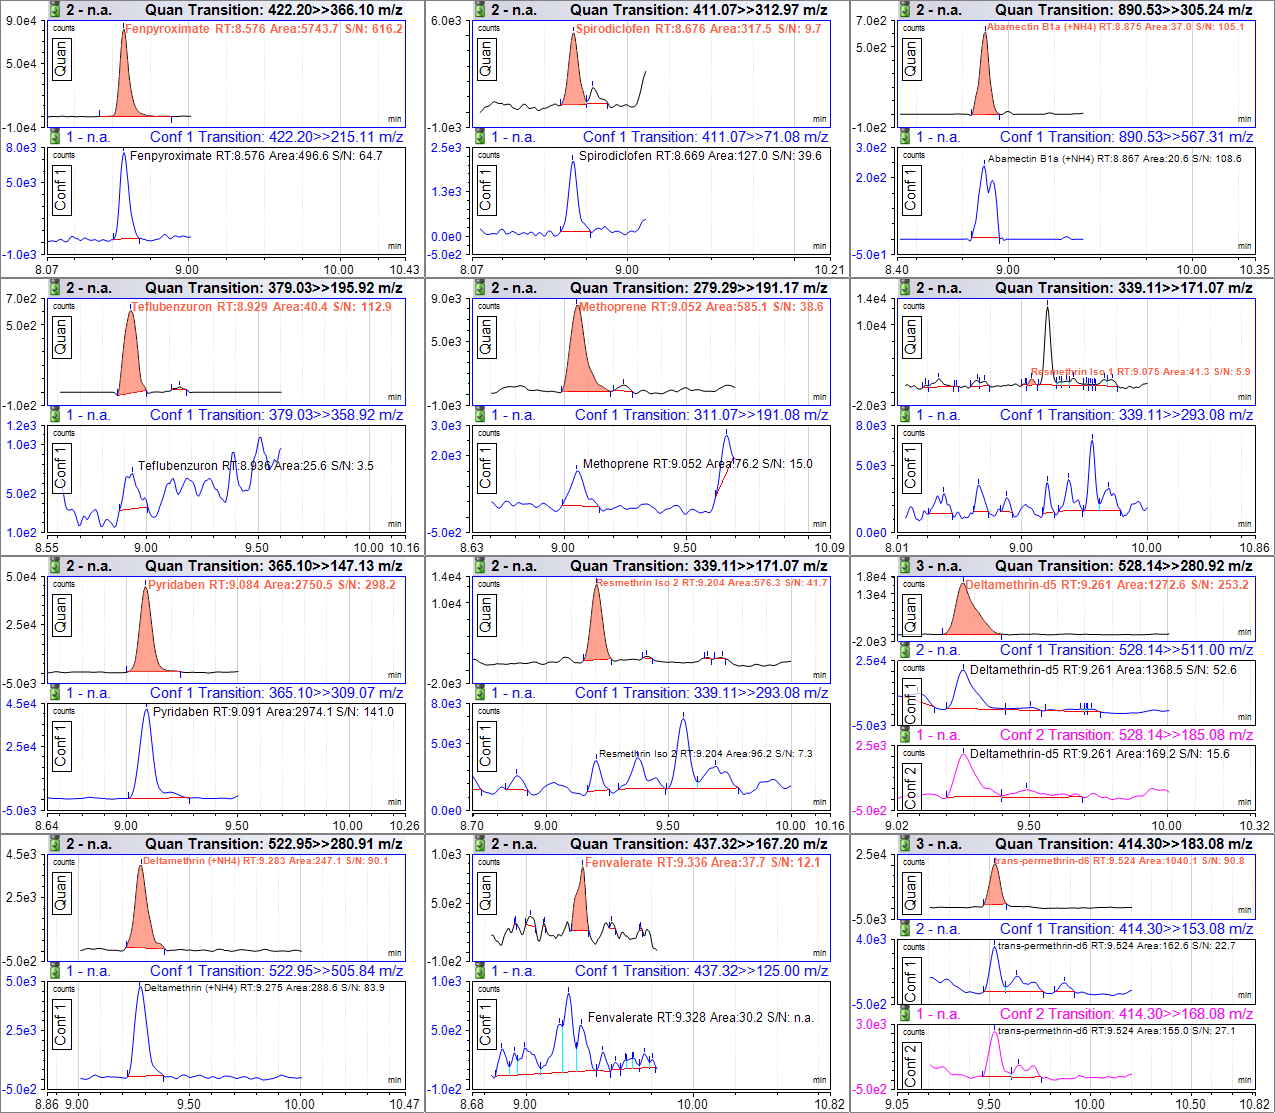 2 - n.a. Quan Transition: 422.20>>366.10 m/z
9.0e4 counts Fenpyroximate RT:8.576 Area:5743.7 S/N: 616.2
Quan
5.0e4
-1.0e4 min
1 - n.a. Conf 1 Transition: 422.20>>215.11 m/z
8.0e3 counts Fenpyroximate RT:8.576 Area:496.6 S/N: 64.7
Conf 1
5.0e3
-1.0e3 min
8.07 9.00 10.00 10.43
2 - n.a. Quan Transition: 411.07>>312.97 m/z
6.0e3 counts Spirodiclofen RT:8.676 Area:317.5 S/N: 9.7
Quan
-1.0e3 min
1 - n.a. Conf 1 Transition: 411.07>>71.08 m/z
2.5e3 counts Spirodiclofen RT:8.669 Area:127.0 S/N: 39.6
Conf 1
1.3e3
0.0e0
-5.0e2 min
8.07 9.00 10.21
2 - n.a. Quan Transition: 890.53>>305.24 m/z
7.0e2 counts Abamectin B1a (+NH4) RT:8.875 Area:37.0 S/N: 105.1
Quan
5.0e2
-1.0e2 min
1 - n.a. Conf 1 Transition: 890.53>>567.31 m/z
3.0e2 counts Abamectin B1a (+NH4) RT:8.867 Area:20.6 S/N: 108.6
Conf 1
2.0e2
-5.0e1 min
8.40 9.00 10.00 10.35
2 - n.a. Quan Transition: 379.03>>195.92 m/z
7.0e2 counts Teflubenzuron RT:8.929 Area:40.4 S/N: 112.9
Quan
5.0e2
-1.0e2 min
1 - n.a. Conf 1 Transition: 379.03>>358.92 m/z
1.2e3 counts
1.0e3
Conf 1
Teflubenzuron RT:8.936 Area:25.6 S/N: 3.5
5.0e2
1.0e2 min
8.55 9.00 9.50 10.00 10.16
2 - n.a. Quan Transition: 279.29>>191.17 m/z
9.0e3 counts Methoprene RT:9.052 Area:585.1 S/N: 38.6
Quan
5.0e3
-1.0e3 min
1 - n.a. Conf 1 Transition: 311.07>>191.08 m/z
3.0e3 counts
2.0e3
Conf 1
Methoprene RT:9.052 Area:76.2 S/N: 15.0
-5.0e2 min
8.63 9.00 9.50 10.09
2 - n.a. Quan Transition: 339.11>>171.07 m/z
1.4e4 counts
Quan
1.0e4
Resmethrin Iso 1 RT:9.075 Area:41.3 S/N: 5.9
-2.0e3 min
1 - n.a. Conf 1 Transition: 339.11>>293.08 m/z
8.0e3 counts
Conf 1
5.0e3
0.0e0 min
8.01 9.00 10.00 10.86
2 - n.a. Quan Transition: 365.10>>147.13 m/z
5.0e4 counts Pyridaben RT:9.084 Area:2750.5 S/N: 298.2
Quan
2.5e4
-5.0e3 min
1 - n.a. Conf 1 Transition: 365.10>>309.07 m/z
4.5e4 counts Pyridaben RT:9.091 Area:2974.1 S/N: 141.0
Conf 1
2.5e4
-5.0e3 min
8.64 9.00 9.50 10.00 10.26
2 - n.a. Quan Transition: 339.11>>171.07 m/z
1.4e4 counts Resmethrin Iso 2 RT:9.204 Area:576.3 S/N: 41.7
Quan
1.0e4
-2.0e3 min
1 - n.a. Conf 1 Transition: 339.11>>293.08 m/z
8.0e3 counts
Conf 1
5.0e3
Resmethrin Iso 2 RT:9.204 Area:96.2 S/N: 7.3
0.0e0 min
8.70 9.00 9.50 10.00 10.16
3 - n.a. Quan Transition: 528.14>>280.92 m/z
1.8e4 counts Deltamethrin-d5 RT:9.261 Area:1272.6 S/N: 253.2
1.3e4
Quan
-2.0e3 min
2 - n.a. Conf 1 Transition: 528.14>>511.00 m/z
2.5e4 counts Deltamethrin-d5 RT:9.261 Area:1368.5 S/N: 52.6
Conf 1
-5.0e3 min
1 - n.a. Conf 2 Transition: 528.14>>185.08 m/z
2.5e3 counts Deltamethrin-d5 RT:9.261 Area:169.2 S/N: 15.6
Conf 2
-5.0e2 min
9.02 9.50 10.00 10.32
2 - n.a. Quan Transition: 522.95>>280.91 m/z
4.5e3 counts Deltamethrin (+NH4) RT:9.283 Area:247.1 S/N: 90.1
Quan
2.5e3
-5.0e2 min
1 - n.a. Conf 1 Transition: 522.95>>505.84 m/z
5.0e3 counts Deltamethrin (+NH4) RT:9.275 Area:288.6 S/N: 83.9
Conf 1
2.5e3
-5.0e2 min
8.86 9.00 9.50 10.00 10.47
2 - n.a. Quan Transition: 437.32>>167.20 m/z
1.0e3 counts Fenvalerate RT:9.336 Area:37.7 S/N: 12.1
Quan
5.0e2
-1.0e2 min
1 - n.a. Conf 1 Transition: 437.32>>125.00 m/z
1.0e3 counts
Conf 1
Fenvalerate RT:9.328 Area:30.2 S/N: n.a.
5.0e2
-1.0e2 min
8.68 9.00 10.00 10.82
3 - n.a. Quan Transition: 414.30>>183.08 m/z
2.5e4 counts trans-permethrin-d6 RT:9.524 Area:1040.1 S/N: 90.8
Quan
-5.0e3 min
2 - n.a. Conf 1 Transition: 414.30>>153.08 m/z
4.0e3 counts trans-permethrin-d6 RT:9.524 Area:162.6 S/N: 22.7
Conf 1
-5.0e2 min
1 - n.a. Conf 2 Transition: 414.30>>168.08 m/z
3.0e3 counts trans-permethrin-d6 RT:9.524 Area:155.0 S/N: 27.1
Conf 2
-5.0e2 min
9.05 9.50 10.00 10.50 10.82